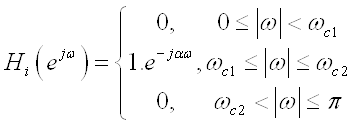 0, 0 ≤ |ω| < ω_{c1}
H_i(e^{jω}) = { 1.e^{-jαω}, ω_{c1} ≤ |ω| ≤ ω_{c2}
0, ω_{c2} < |ω| ≤ π